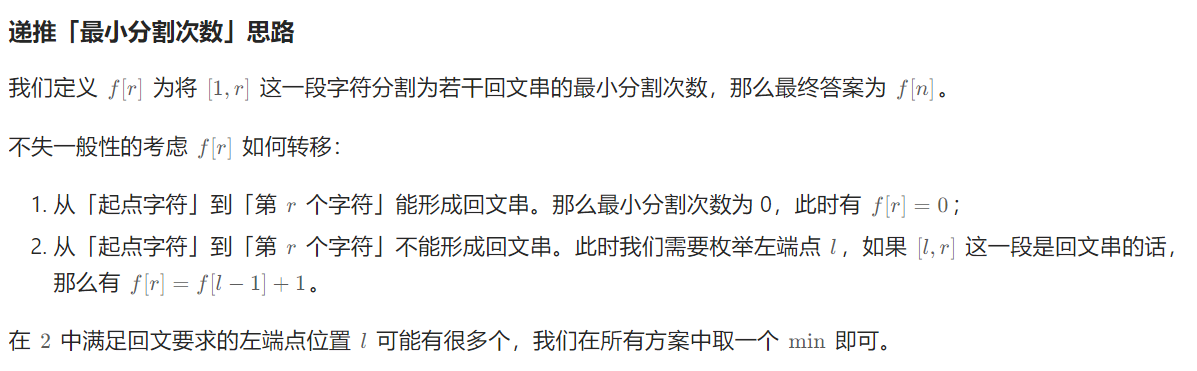 递推「最小分割次数」思路
我们定义 f[r] 为将 [1, r] 这一段字符分割为若干回文串的最小分割次数，那么最终答案为 f[n]。
不失一般性的考虑 f[r] 如何转移：
1. 从「起点字符」到「第 r 个字符」能形成回文串。那么最小分割次数为 0，此时有 f[r] = 0；
2. 从「起点字符」到「第 r 个字符」不能形成回文串。此时我们需要枚举左端点 l，如果 [l, r] 这一段是回文串的话，
那么有 f[r] = f[l − 1] + 1。
在 2 中满足回文要求的左端点位置 l 可能有很多个，我们在所有方案中取一个 min 即可。